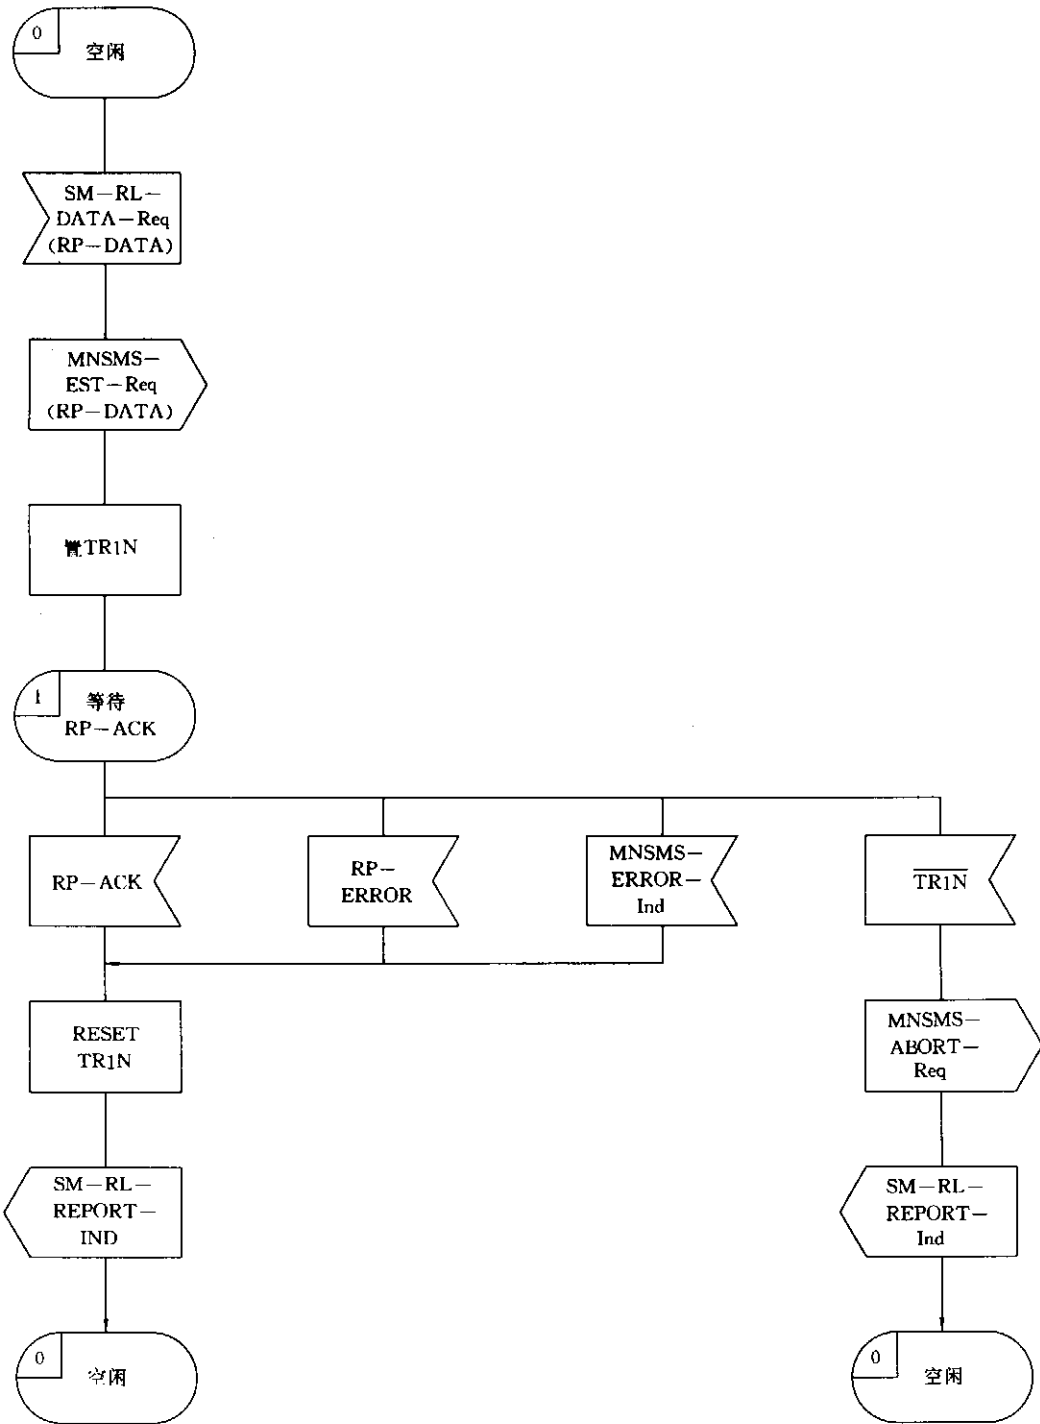 0
空闲
SM-RL-
DATA-Req
(RP-DATA)
MNSMS-
EST-Req
(RP-DATA)
置TR1N
1
等待
RP-ACK
RP-ACK
RP-
ERROR
MNSMS-
ERROR-
Ind
TR1N
RESET
TR1N
MNSMS-
ABORT-
Req
SM-RL-
REPORT-
IND
SM-RL-
REPORT-
Ind
0
空闲
0
空闲